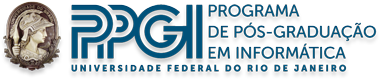 PPGI
PROGRAMA
DE PÓS-GRADUAÇÃO
EM INFORMÁTICA
UNIVERSIDADE FEDERAL DO RIO DE JANEIRO